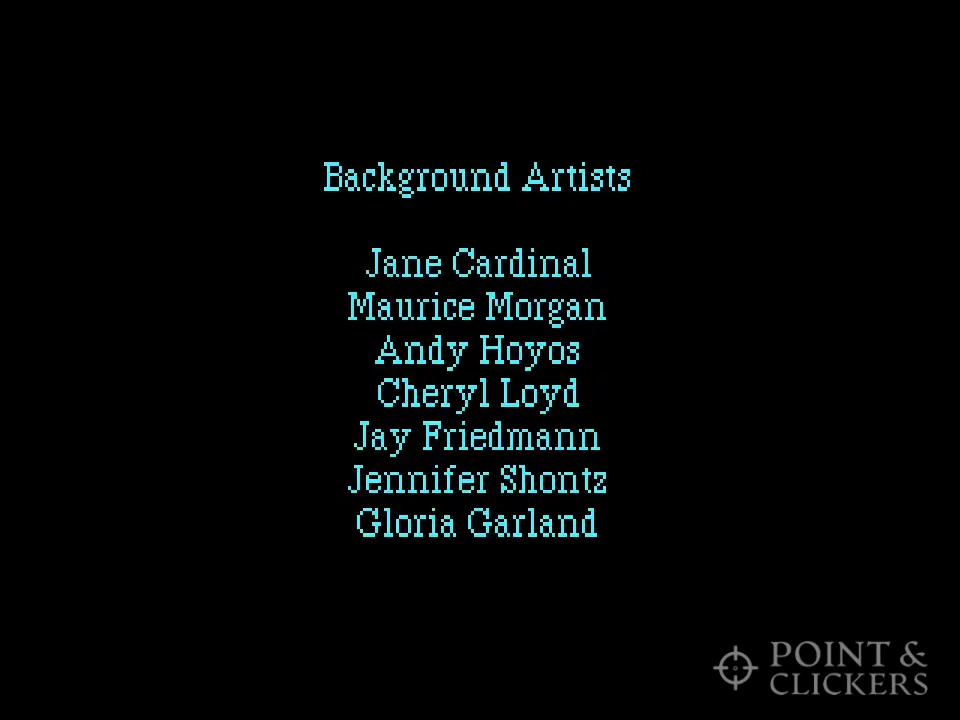 Background Artists
Jane Cardinal
Maurice Morgan
Andy Hoyos
Cheryl Loyd
Jay Friedmann
Jennifer Shontz
Gloria Garland
POINT &
CLICKERS